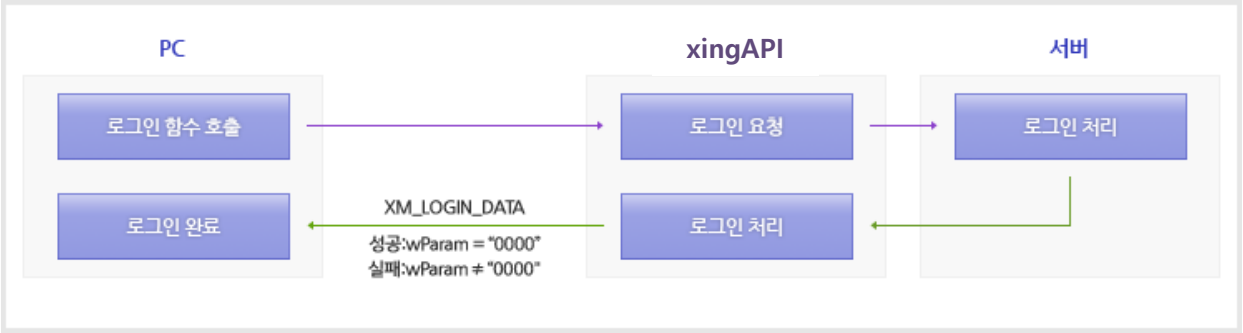 PC
xingAPI
서버
로그인 함수 호출
로그인 요청
로그인 처리
XM_LOGIN_DATA
로그인 완료
로그인 처리
성공:wParam = “0000”
실패:wParam ≠ “0000"